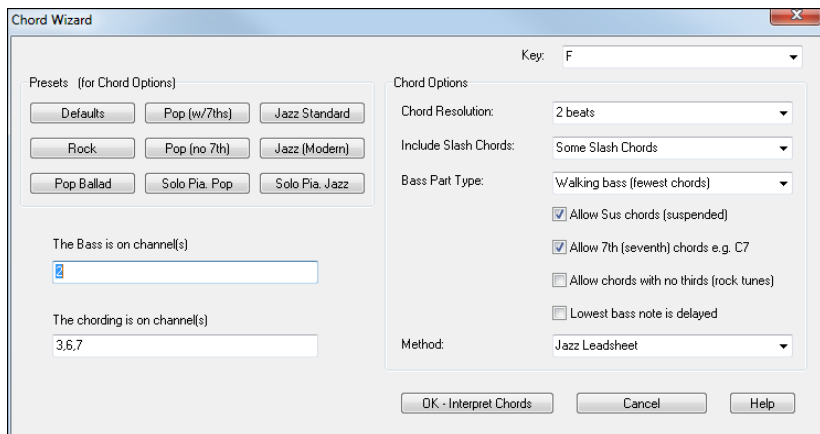 Chord Wizard
Key: F
Presets (for Chord Options)
Defaults Pop (w/7ths) Jazz Standard
Rock Pop (no 7th) Jazz (Modern)
Pop Ballad Solo Pia. Pop Solo Pia. Jazz
The Bass is on channel(s)
2
The chording is on channel(s)
3,6,7
Chord Options
Chord Resolution: 2 beats
Include Slash Chords: Some Slash Chords
Bass Part Type: Walking bass (fewest chords)
Allow Sus chords (suspended)
Allow 7th (seventh) chords e.g. C7
Allow chords with no thirds (rock tunes)
Lowest bass note is delayed
Method: Jazz Leadsheet
OK - Interpret Chords Cancel Help